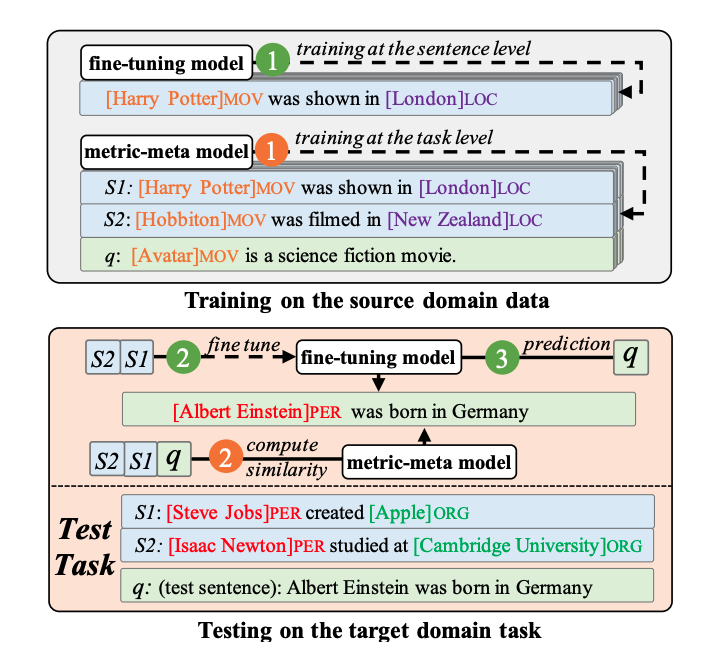 fine-tuning model 1 training at the sentence level
[Harry Potter]MOV was shown in [London]LOC
metric-meta model 1 training at the task level
S1: [Harry Potter]MOV was shown in [London]LOC
S2: [Hobbiton]MOV was filmed in [New Zealand]LOC
q: [Avatar]MOV is a science fiction movie.
Training on the source domain data
S2 S1 2 fine tune fine-tuning model 3 prediction q
[Albert Einstein]PER was born in Germany
S2 S1 q 2 compute similarity metric-meta model
Test Task
S1: [Steve Jobs]PER created [Apple]ORG
S2: [Isaac Newton]PER studied at [Cambridge University]ORG
q: (test sentence): Albert Einstein was born in Germany
Testing on the target domain task